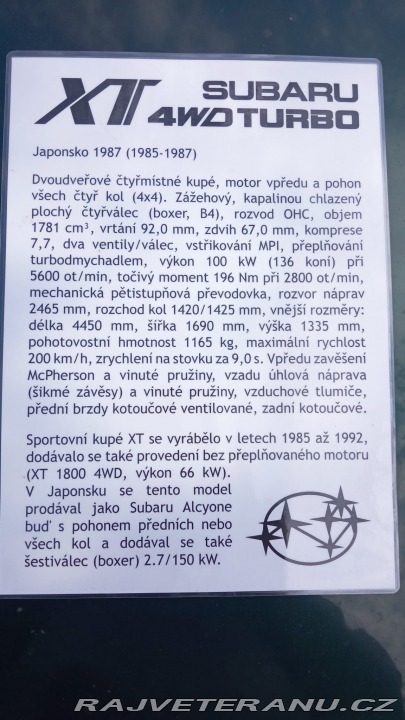 XT SUBARU
4WD TURBO
Japonsko 1987 (1985-1987)
Dvoudveřové čtyřmístné kupé, motor vpředu a pohon
všech čtyř kol (4x4). Zážehový, kapalinou chlazený
plochý čtyřválec (boxer, B4), rozvod OHC, objem
1781 cm³, vrtání 92,0 mm, zdvih 67,0 mm, komprese
7,7, dva ventily/válec, vstřikování MPI, přeplňování
turbodmychadlem, výkon 100 kW (136 koní) při
5600 ot/min, točivý moment 196 Nm při 2800 ot/min,
mechanická pětistupňová převodovka, rozvor náprav
2465 mm, rozchod kol 1420/1425 mm, vnější rozměry:
délka 4450 mm, šířka 1690 mm, výška 1335 mm,
pohotovostní hmotnost 1165 kg, maximální rychlost
200 km/h, zrychlení na stovku za 9,0 s. Vpředu zavěšení
McPherson a vinuté pružiny, vzadu úhlová náprava
(šikmé závěsy) a vinuté pružiny, vzduchové tlumiče,
přední brzdy kotoučové ventilované, zadní kotoučové.
Sportovní kupé XT se vyrábělo v letech 1985 až 1992,
dodávalo se také provedení bez přeplňovaného motoru
(XT 1800 4WD, výkon 66 kW).
V Japonsku se tento model
prodával jako Subaru Alcyone
buď s pohonem předních nebo
všech kol a dodával se také
šestiválec (boxer) 2.7/150 kW.
RAJVETERANU.CZ